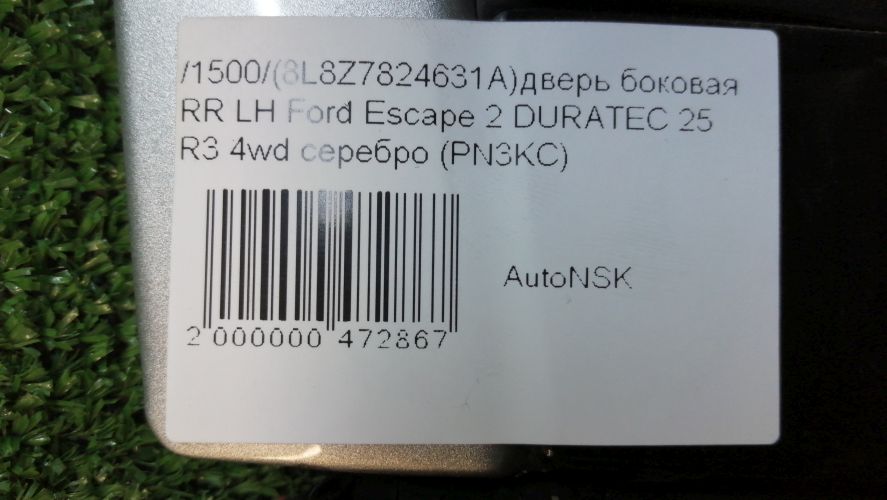 /1500/(8L8Z7824631A)дверь боковая
RR LH Ford Escape 2 DURATEC 25
R3 4wd серебро (PN3KC)
2 000000 472867
AutoNSK